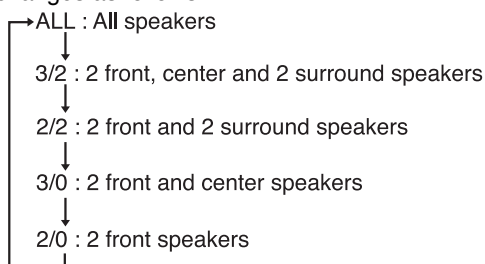 ALL : All speakers
3/2 : 2 front, center and 2 surround speakers
2/2 : 2 front and 2 surround speakers
3/0 : 2 front and center speakers
2/0 : 2 front speakers